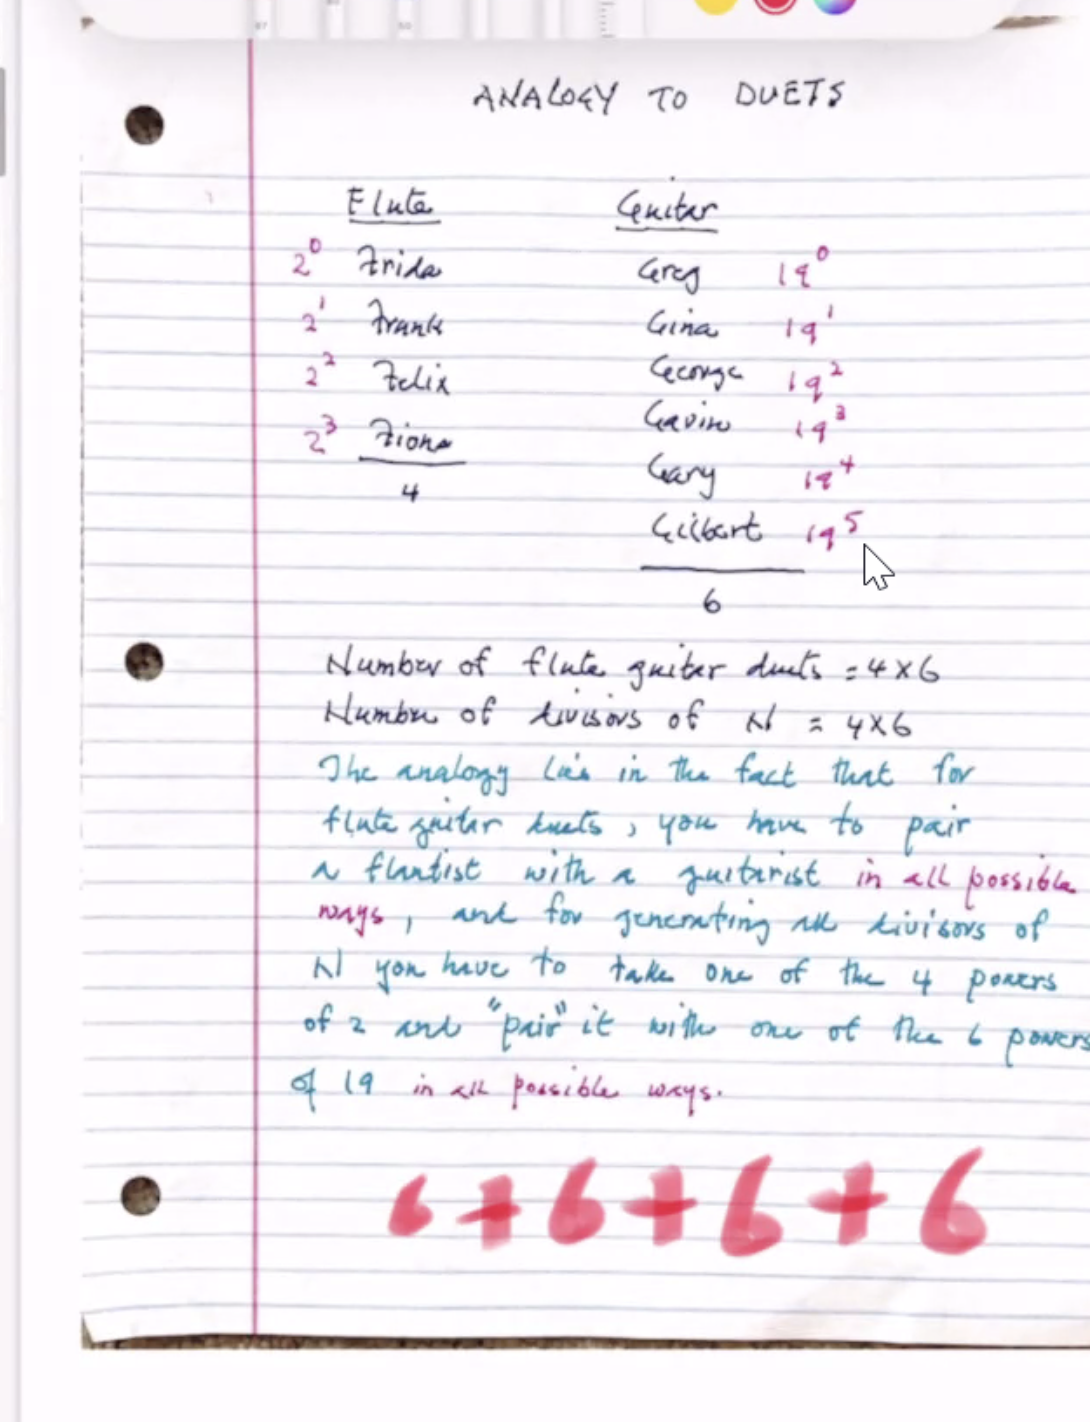 ANALOGY TO DUETS
Flute Guitar
2^0 Frida Greg 19^0
2^1 Frank Gina 19^1
2^2 Felix George 19^2
2^3 Fiona Gavin 19^3
4 Gary 19^4
Gilbert 19^5
6
Number of flute guitar duets = 4 x 6
Number of divisors of N = 4x6
The analogy lies in the fact that for
flute guitar duets, you have to pair
a flautist with a guitarist in all possible
ways, and for generating all divisors of
N you have to take one of the 4 powers
of 2 and "pair" it with one of the 6 powers
of 19 in all possible ways.
6 + 6 + 6 + 6